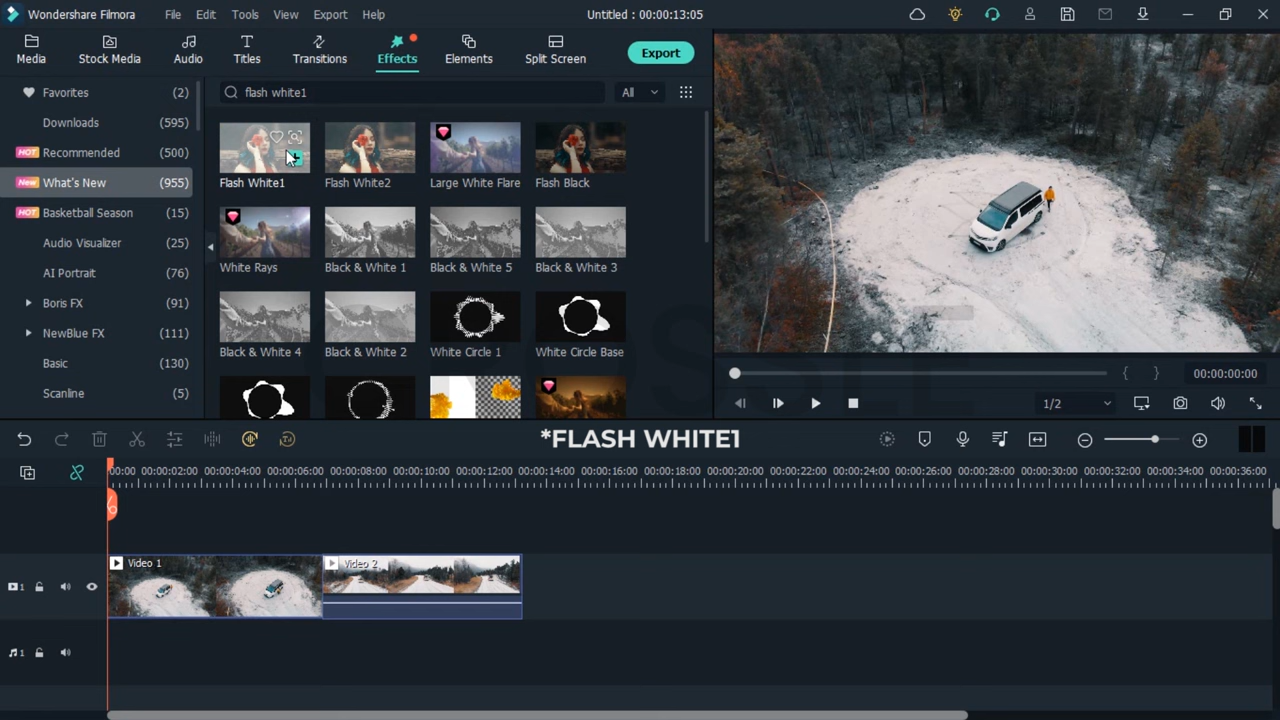 Wondershare Filmora File Edit Tools View Export Help Untitled : 00:00:13:05
Media Stock Media Audio Titles Transitions Effects Elements Split Screen Export
Favorites (2)
Downloads (595)
HOT Recommended (500)
New What's New (955)
HOT Basketball Season (15)
Audio Visualizer (25)
AI Portrait (76)
Boris FX (91)
NewBlue FX (111)
Basic (130)
Scanline (5)
flash white1 All
Flash White1 Flash White2 Large White Flare Flash Black
White Rays Black & White 1 Black & White 5 Black & White 3
Black & White 4 Black & White 2 White Circle 1 White Circle Base
{ } 00:00:00:00
1/2
*FLASH WHITE1
:00:00 00:00:02:00 00:00:04:00 00:00:06:00 00:00:08:00 00:00:10:00 00:00:12:00 00:00:14:00 00:00:16:00 00:00:18:00 00:00:20:00 00:00:22:00 00:00:24:00 00:00:26:00 00:00:28:00 00:00:30:00 00:00:32:00 00:00:34:00 00:00:36:00
Video 1 Video 2
1
1